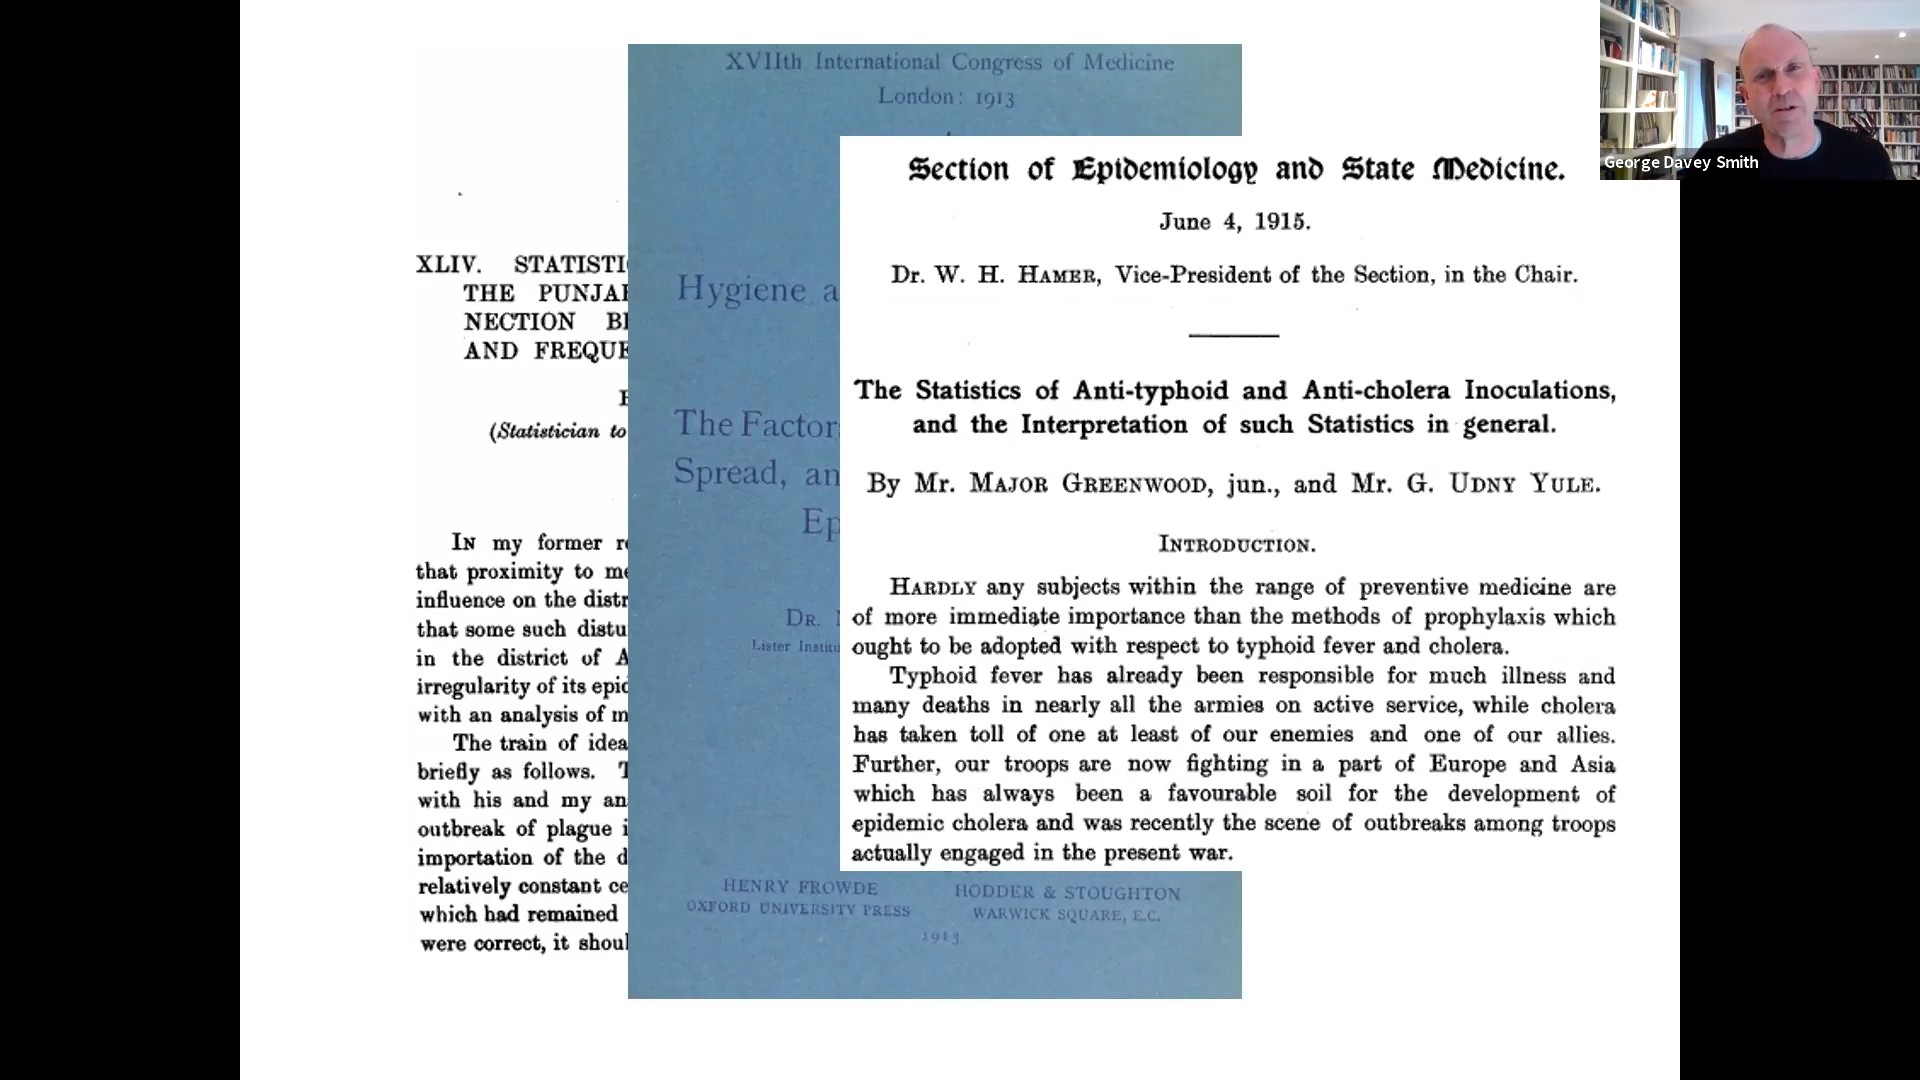 XLIV. STATISTI
THE PUNJA
NECTION
AND FREQUE
(Statistician to
IN my former
that proximity to
influence on the distr
that some such distu
in the district of A
irregularity of its epid
with an analysis of
The train of idea
briefly as follows.
with his and my an
outbreak of plague i
importation of the d
relatively constant ce
which had remained
were correct, it shoul
XVIIth International Congress of Medicine
London: 1913
Hygiene a
The Factor
Spread, an
Ep
DR.
Lister Institu
HENRY FROWDE
OXFORD UNIVERSITY PRESS
HODDER & STOUGHTON
WARWICK SQUARE, E.C.
1913
Section of Epidemiology and State Medicine.
June 4, 1915.
Dr. W. H. HAMER, Vice-President of the Section, in the Chair.
The Statistics of Anti-typhoid and Anti-cholera Inoculations,
and the Interpretation of such Statistics in general.
By Mr. MAJOR GREENWOOD, jun., and Mr. G. UDNY YULE.
INTRODUCTION.
HARDLY any subjects within the range of preventive medicine are
of more immediate importance than the methods of prophylaxis which
ought to be adopted with respect to typhoid fever and cholera.
Typhoid fever has already been responsible for much illness and
many deaths in nearly all the armies on active service, while cholera
has taken toll of one at least of our enemies and one of our allies.
Further, our troops are now fighting in a part of Europe and Asia
which has always been a favourable soil for the development of
epidemic cholera and was recently the scene of outbreaks among troops
actually engaged in the present war.
George Davey Smith